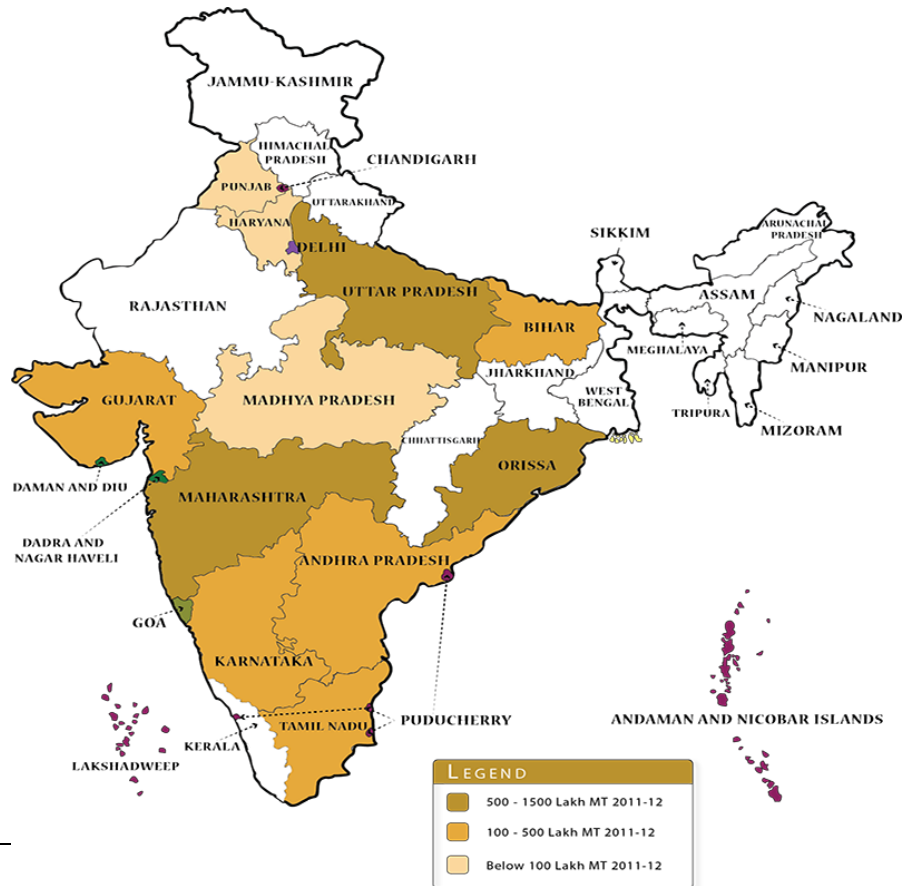 JAMMU-KASHMIR
HIMACHAL
PRADESH
CHANDIGARH
PUNJAB
UTTARAKHAND
HARYANA
DELHI
SIKKIM
ARUNACHAL
PRADESH
RAJASTHAN
UTTAR PRADESH
ASSAM
BIHAR
NAGALAND
MEGHALAYA
MANIPUR
JHARKHAND
GUJARAT
MADHYA PRADESH
WEST
BENGAL
TRIPURA
MIZORAM
CHHATTISGARH
ORISSA
DAMAN AND DIU
MAHARASHTRA
DADRA AND
NAGAR HAVELI
ANDHRA PRADESH
GOA
KARNATAKA
TAMIL NADU
PUDUCHERRY
ANDAMAN AND NICOBAR ISLANDS
KERALA
LAKSHADWEEP
LEGEND
500 - 1500 Lakh MT 2011-12
100 - 500 Lakh MT 2011-12
Below 100 Lakh MT 2011-12